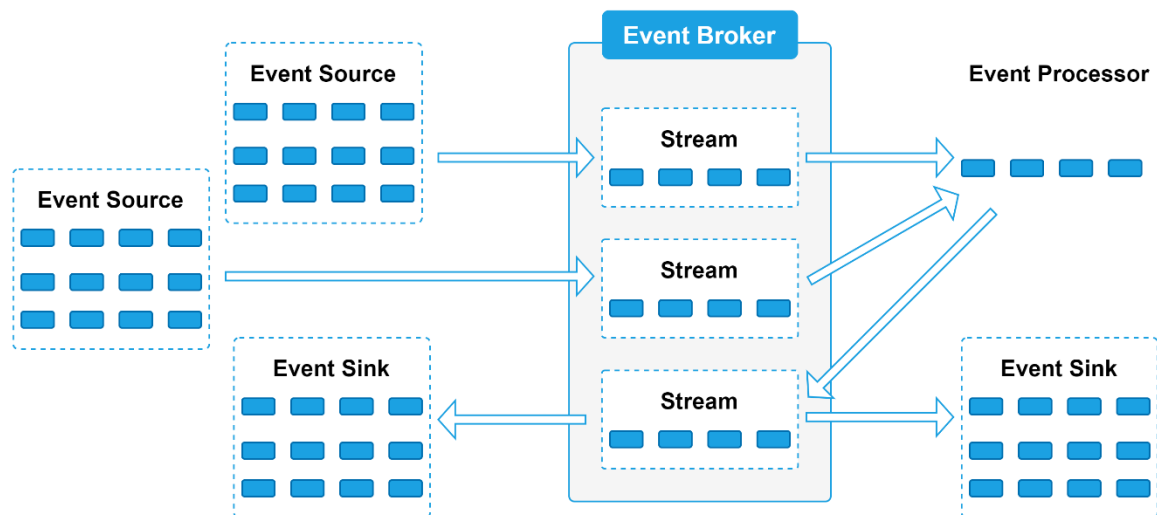 Event Broker
Event Source
Event Processor
Stream
Event Source
Stream
Event Sink
Stream
Event Sink